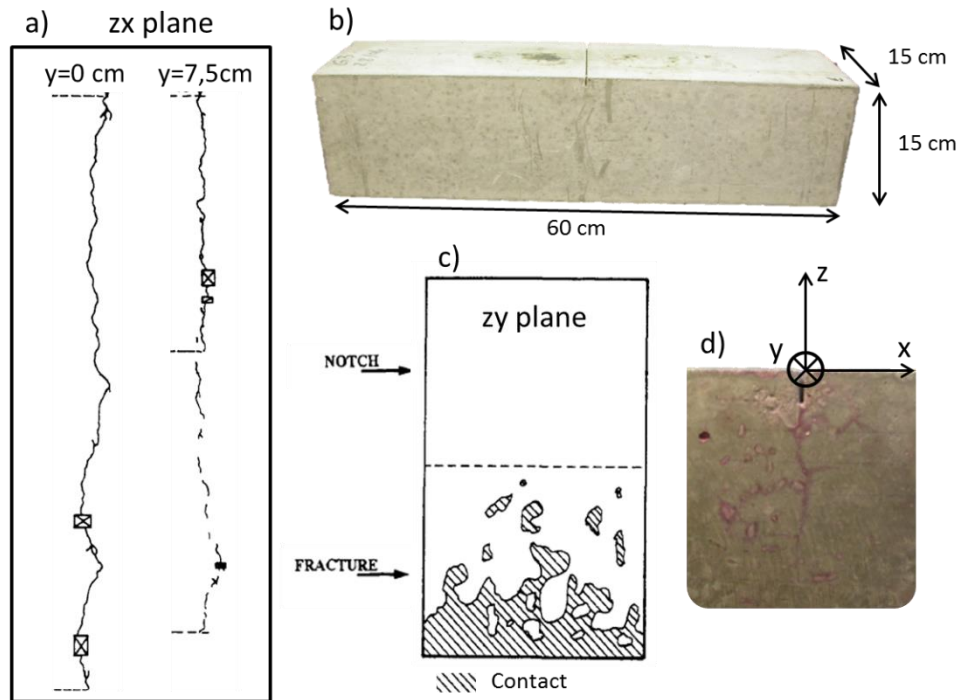 a)
zx plane
y=0 cm
y=7,5cm
b)
15 cm
15 cm
60 cm
c)
zy plane
NOTCH
FRACTURE
Contact
d)
z
y
x